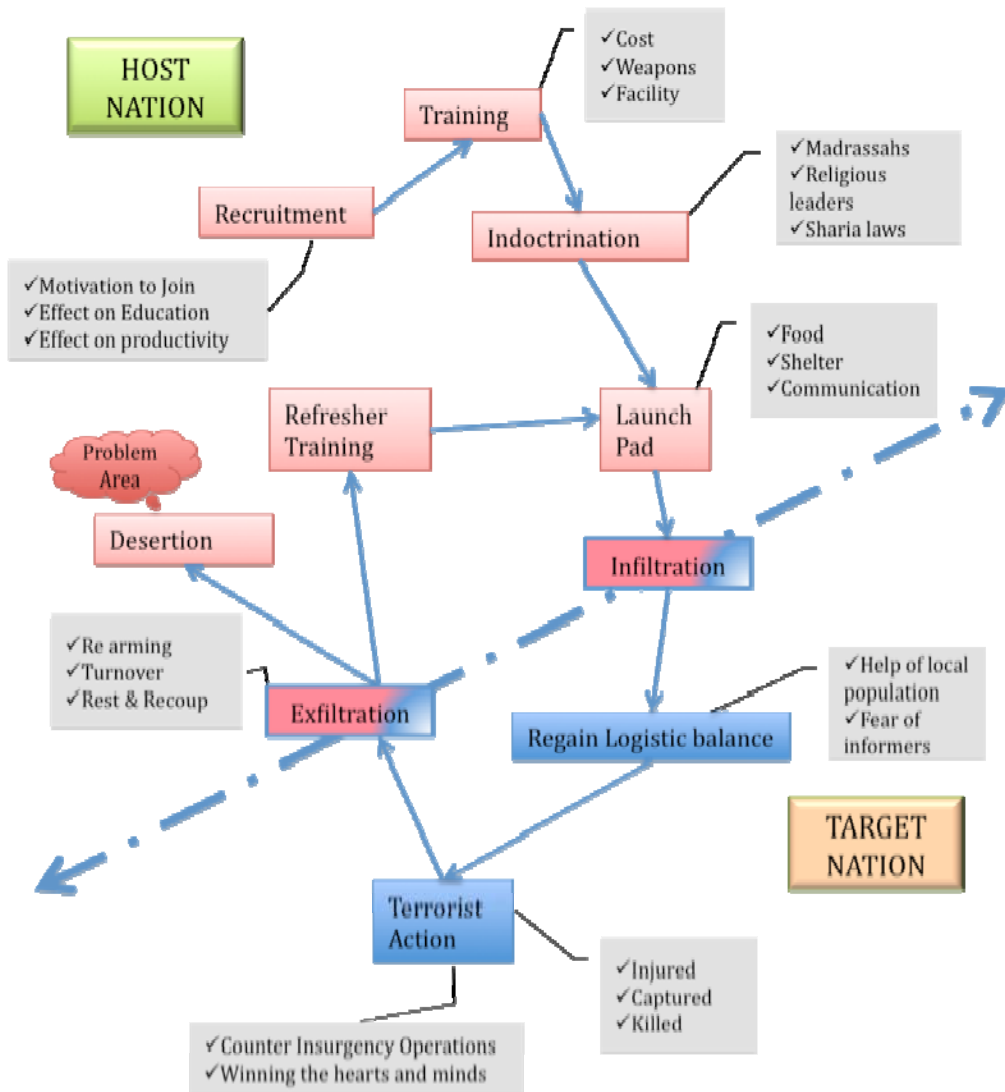 HOST
NATION
Training
✓Cost
✓Weapons
✓Facility
Recruitment
✓Motivation to Join
✓Effect on Education
✓Effect on productivity
Indoctrination
✓Madrassahs
✓Religious
leaders
✓Sharia laws
✓Food
✓Shelter
✓Communication
Refresher
Training
Launch
Pad
Problem
Area
Desertion
Infiltration
✓Re arming
✓Turnover
✓Rest & Recoup
Exfiltration
Regain Logistic balance
✓Help of local
population
✓Fear of
informers
TARGET
NATION
Terrorist
Action
✓Injured
✓Captured
✓Killed
✓Counter Insurgency Operations
✓Winning the hearts and minds